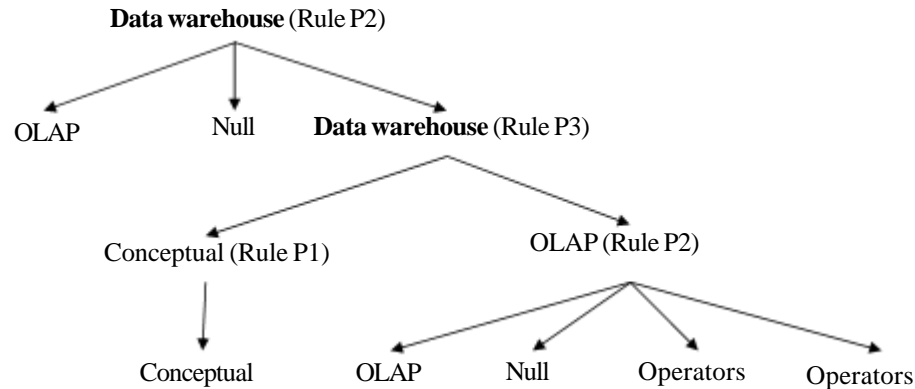 Data warehouse (Rule P2)
OLAP Null Data warehouse (Rule P3)
Conceptual (Rule P1) OLAP (Rule P2)
Conceptual OLAP Null Operators Operators